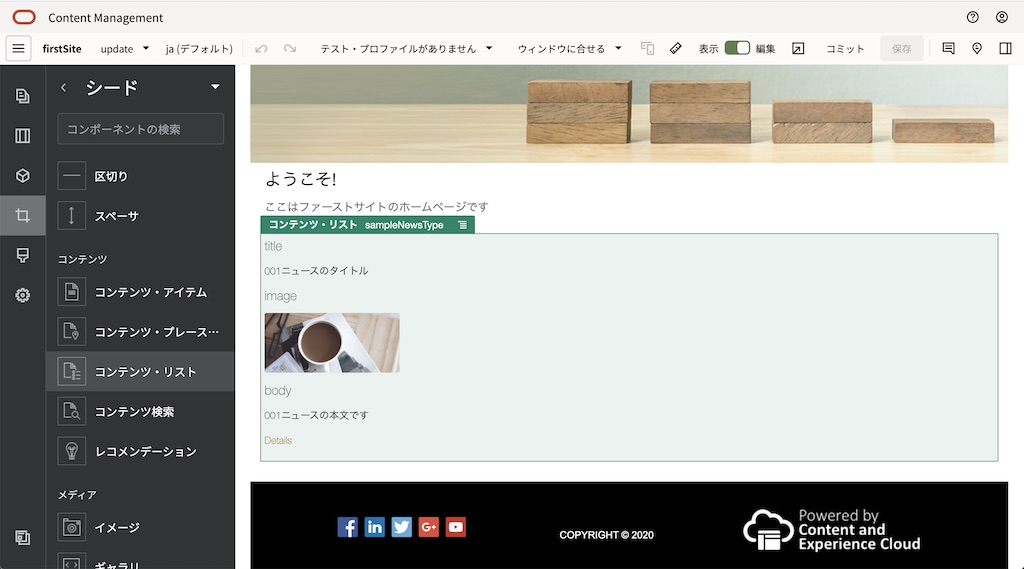 Content Management
firstSite
update
ja (デフォルト)
テスト・プロファイルがありません
ウィンドウに合せる
表示
編集
コミット
保存
シード
コンポーネントの検索
区切り
スペーサ
コンテンツ
コンテンツ・アイテム
コンテンツ・プレース…
コンテンツ・リスト
コンテンツ検索
レコメンデーション
メディア
イメージ
ギャラリ
ようこそ!
ここはファーストサイトのホームページです
コンテンツ・リスト sampleNewsType
title
001ニュースのタイトル
image
body
001ニュースの本文です
Details
COPYRIGHT © 2020
Powered by
Content and
Experience Cloud